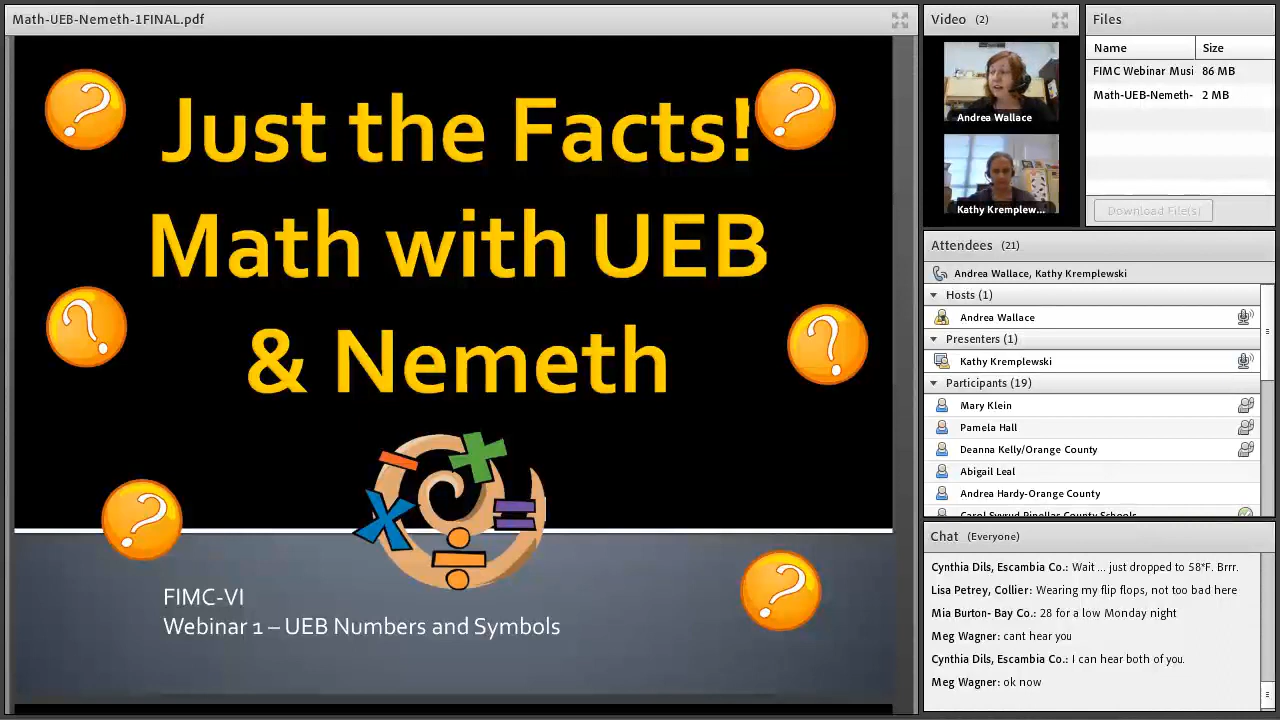 Math-UEB-Nemeth-1FINAL.pdf
Just the Facts!
Math with UEB
& Nemeth
FIMC-VI
Webinar 1 – UEB Numbers and Symbols
Video (2)
Andrea Wallace
Kathy Kremplew...
Files
Name Size
FIMC Webinar Musi 86 MB
Math-UEB-Nemeth- 2 MB
Download File(s)
Attendees (21)
Andrea Wallace, Kathy Kremplewski
Hosts (1)
Andrea Wallace
Presenters (1)
Kathy Kremplewski
Participants (19)
Mary Klein
Pamela Hall
Deanna Kelly/Orange County
Abigail Leal
Andrea Hardy-Orange County
Chat (Everyone)
Cynthia Dils, Escambia Co.: Wait ... just dropped to 58*F. Brrr.
Lisa Petrey, Collier: Wearing my flip flops, not too bad here
Mia Burton- Bay Co.: 28 for a low Monday night
Meg Wagner: cant hear you
Cynthia Dils, Escambia Co.: I can hear both of you.
Meg Wagner: ok now